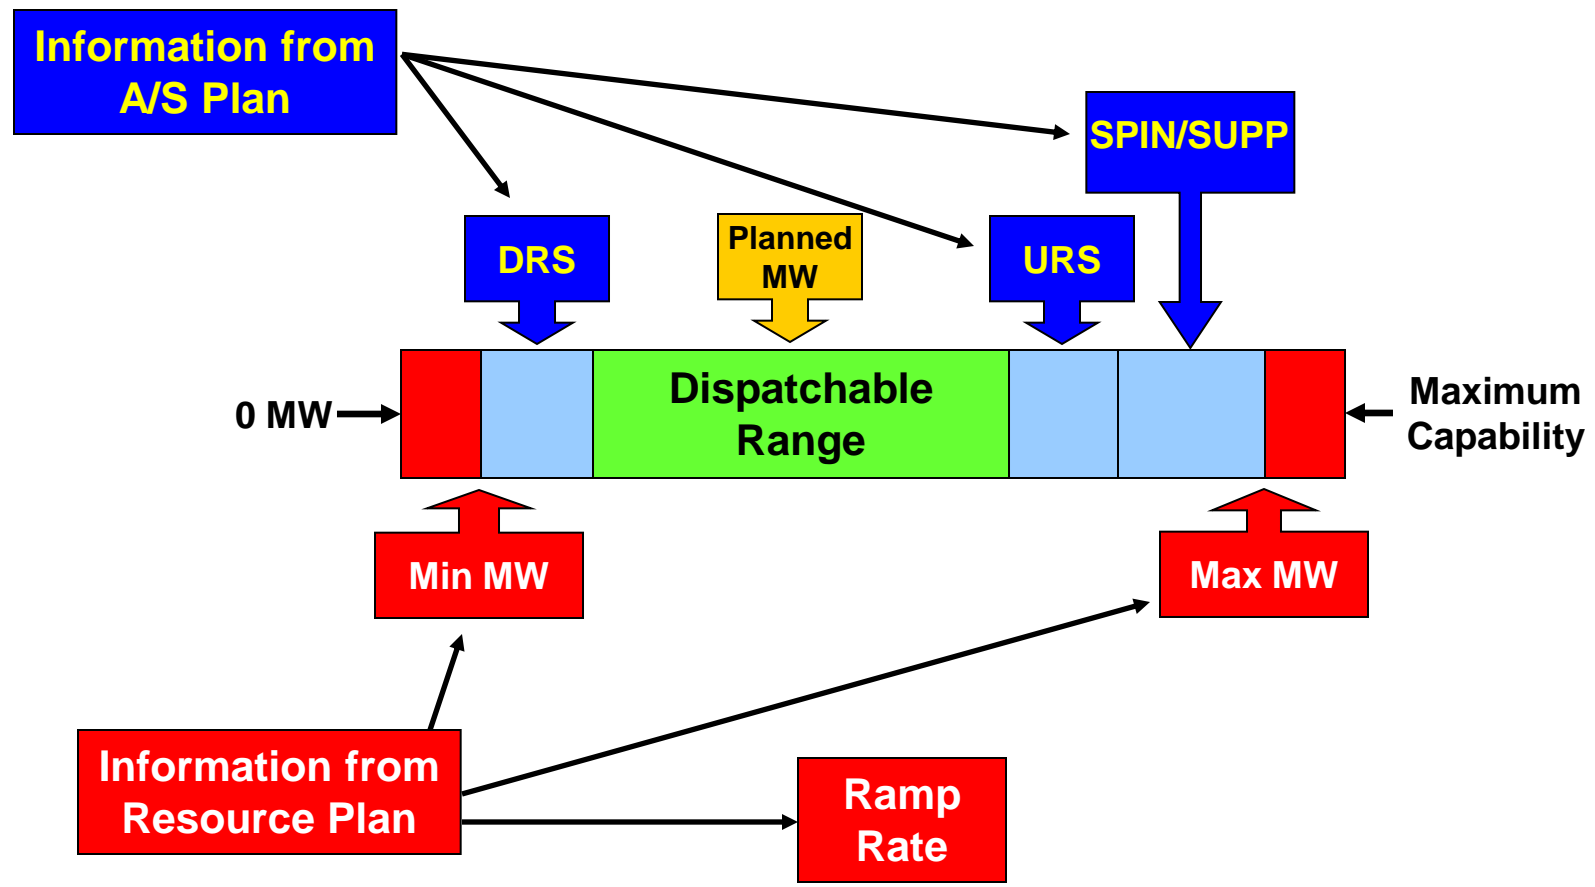 Information from
A/S Plan
SPIN/SUPP
DRS
Planned
MW
URS
0 MW
Dispatchable
Range
Maximum
Capability
Min MW
Max MW
Information from
Resource Plan
Ramp
Rate